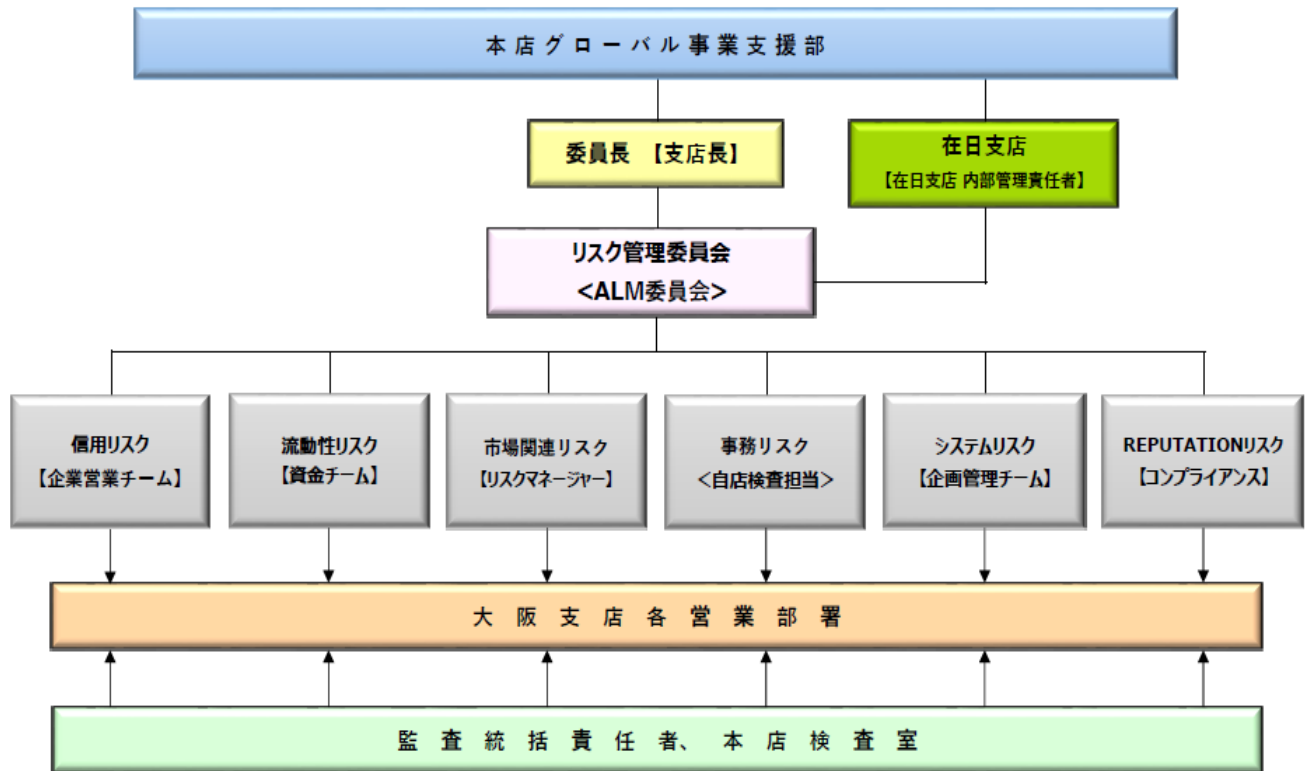 本店グローバル事業支援部
委員長 【支店長】
在日支店
【在日支店 内部管理責任者】
リスク管理委員会
<ALM委員会>
信用リスク
【企業営業チーム】
流動性リスク
【資金チーム】
市場関連リスク
【リスクマネージャー】
事務リスク
<自店検査担当>
システムリスク
【企画管理チーム】
REPUTATIONリスク
【コンプライアンス】
大阪支店各営業部署
監査統括責任者、本店検査室